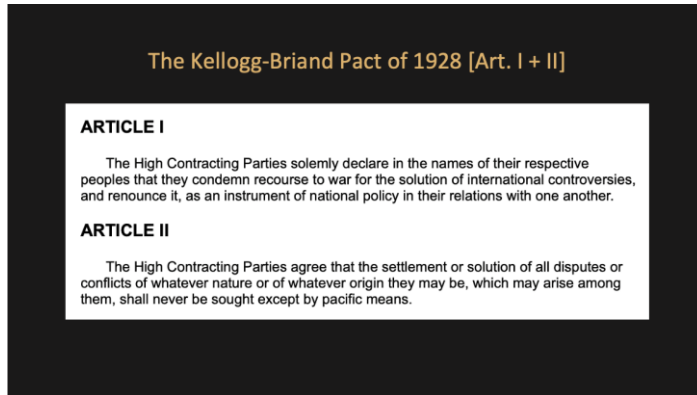 The Kellogg-Briand Pact of 1928 [Art. I + II]
ARTICLE I
The High Contracting Parties solemnly declare in the names of their respective
peoples that they condemn recourse to war for the solution of international controversies,
and renounce it, as an instrument of national policy in their relations with one another.
ARTICLE II
The High Contracting Parties agree that the settlement or solution of all disputes or
conflicts of whatever nature or of whatever origin they may be, which may arise among
them, shall never be sought except by pacific means.